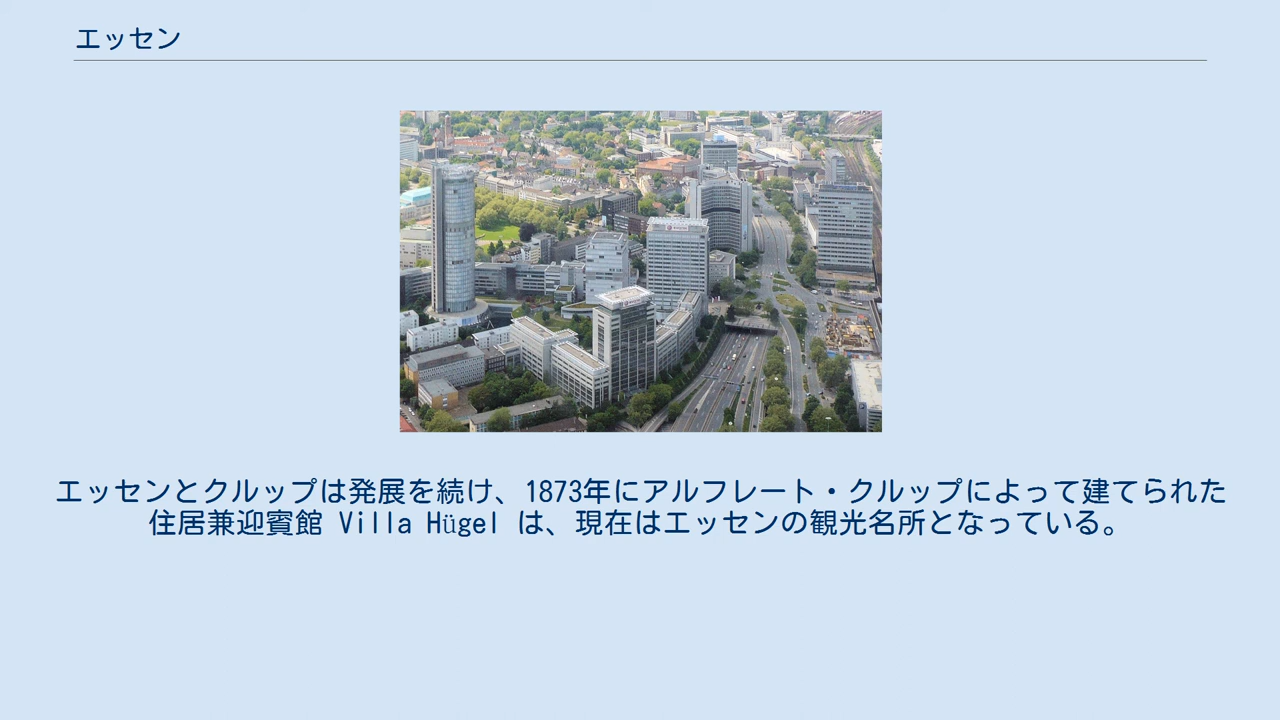 エッセン
エッセンとクルップは発展を続け、1873年にアルフレート・クルップによって建てられた
住居兼迎賓館 Villa Hügel は、現在はエッセンの観光名所となっている。